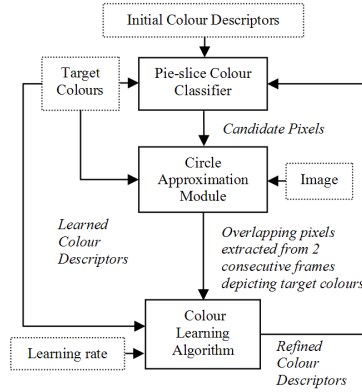 Initial Colour Descriptors
Target
Colours
Pie-slice Colour
Classifier
Candidate Pixels
Circle
Approximation
Module
Image
Learned
Colour
Descriptors
Overlapping pixels
extracted from 2
consecutive frames
depicting target colours
Colour
Learning
Algorithm
Learning rate
Refined
Colour
Descriptors